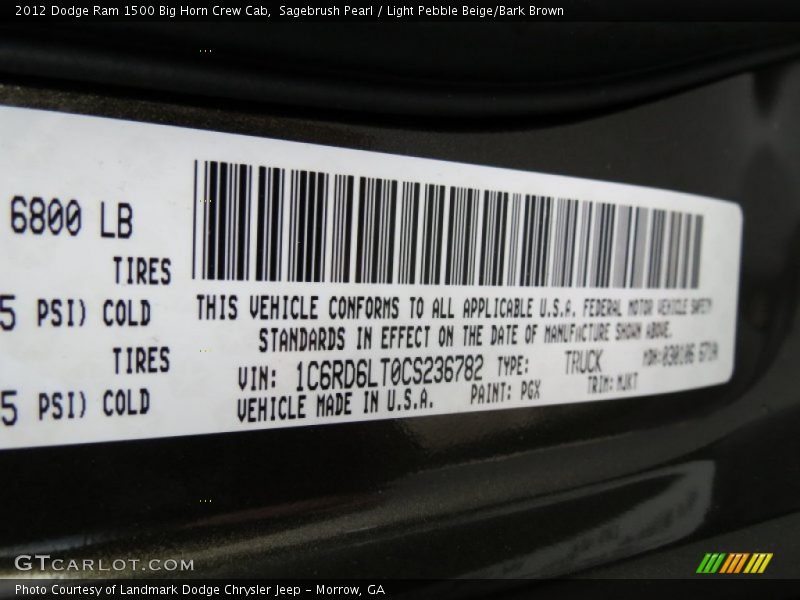 2012 Dodge Ram 1500 Big Horn Crew Cab,  Sagebrush Pearl / Light Pebble Beige/Bark Brown
6800 LB
TIRES
5 PSI) COLD
TIRES
5 PSI) COLD
THIS VEHICLE CONFORMS TO ALL APPLICABLE U.S.A. FEDERAL MOTOR VEHICLE SAFETY
STANDARDS IN EFFECT ON THE DATE OF MANUFACTURE SHOWN ABOVE.
VIN: 1C6RD6LT0CS236782 TYPE: TRUCK MDH:030106
VEHICLE MADE IN U.S.A. PAINT: PGX TRIM: MJKT
GTCARLOT.COM
Photo Courtesy of Landmark Dodge Chrysler Jeep - Morrow, GA